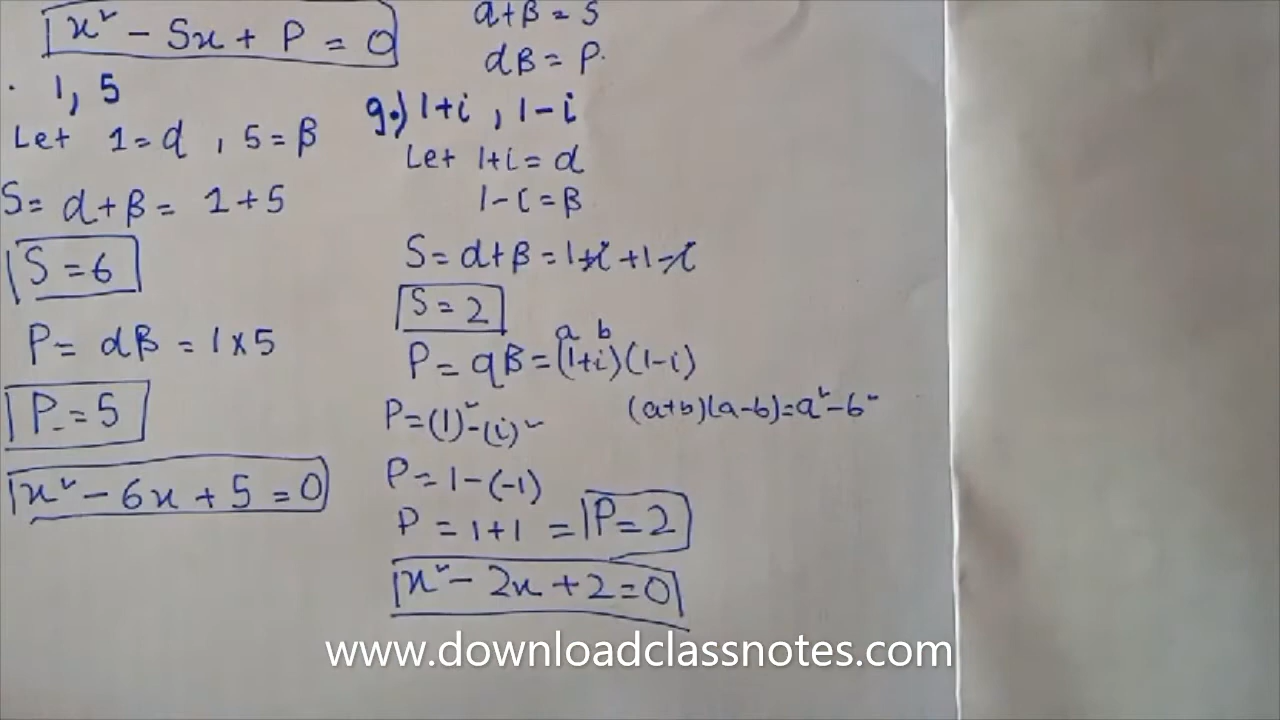 x² - Sx + P = 0
α+β = S
αβ = P.
. 1, 5
Let 1=α , 5=β
S= α+β = 1+5
S = 6
P= αβ = 1×5
P = 5
x² - 6x + 5 = 0
g.) 1+i , 1-i
Let 1+i = α
1-i = β
S= α+β = 1+i +1-i
S = 2
a b
P= αβ = (1+i)(1-i)
P= (1)²-(i)² (a+b)(a-b)=a²-b²
P= 1-(-1)
P = 1+1 = P=2
x² - 2x + 2 = 0
www.downloadclassnotes.com